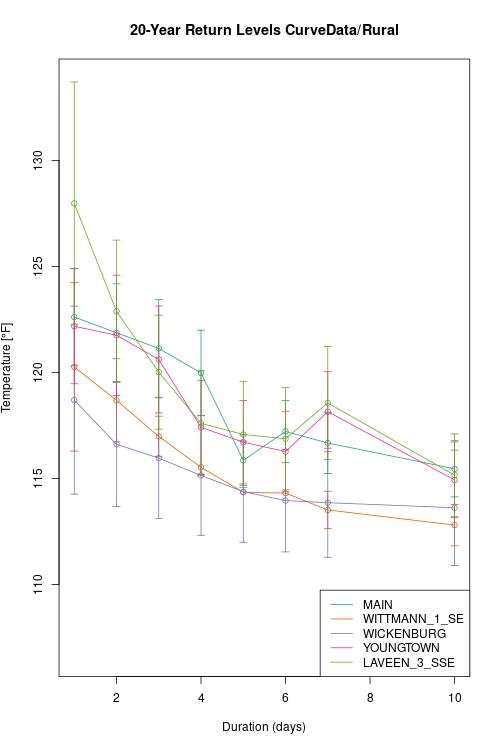 20-Year Return Levels CurveData/Rural
Temperature [°F]
130
125
120
115
110
2
4
6
8
10
Duration (days)
MAIN
WITTMANN_1_SE
WICKENBURG
YOUNGTOWN
LAVEEN_3_SSE